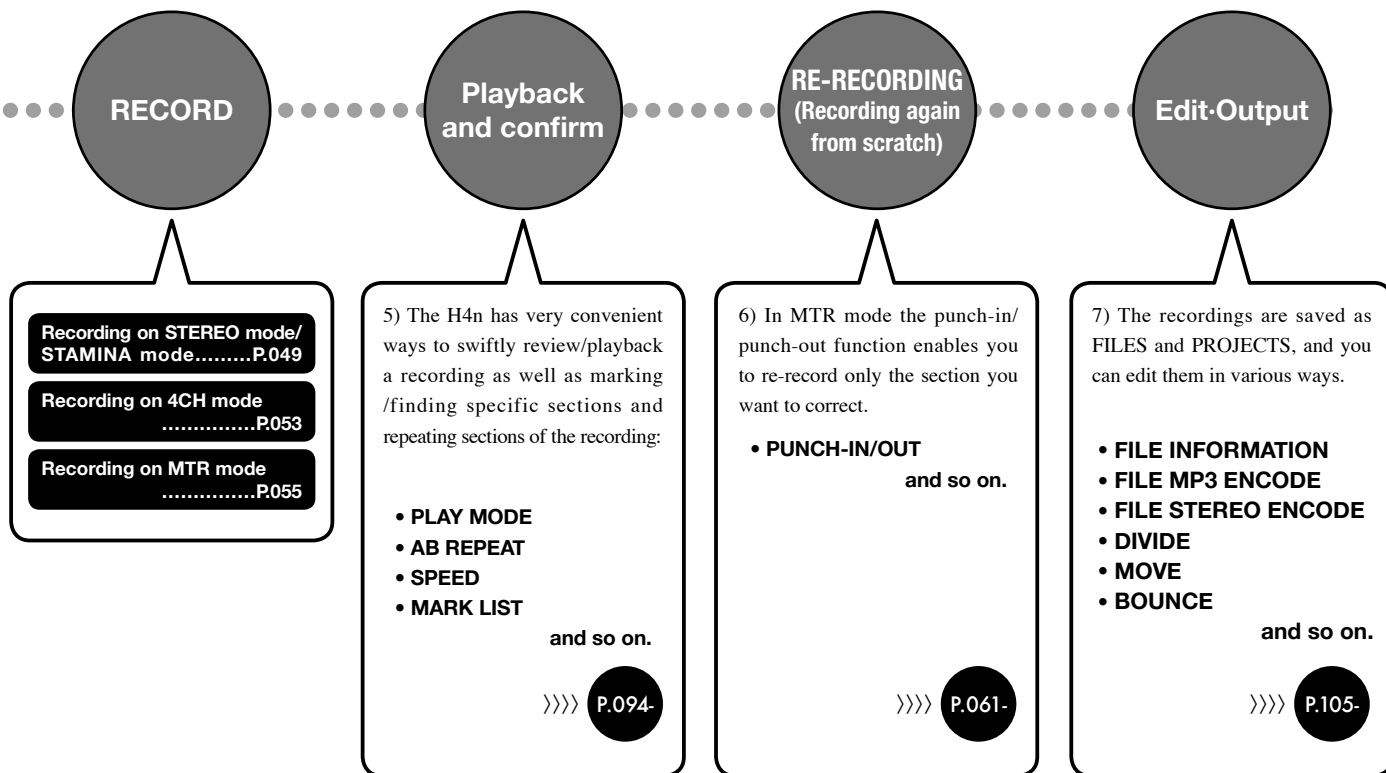 RECORD
Recording on STEREO mode/
STAMINA mode.........P.049
Recording on 4CH mode
...............P.053
Recording on MTR mode
...............P.055
Playback
and confirm
5) The H4n has very convenient
ways to swiftly review/playback
a recording as well as marking
/finding specific sections and
repeating sections of the recording:
• PLAY MODE
• AB REPEAT
• SPEED
• MARK LIST
and so on.
〉〉〉〉 P.094-
RE-RECORDING
(Recording again
from scratch)
6) In MTR mode the punch-in/
punch-out function enables you
to re-record only the section you
want to correct.
• PUNCH-IN/OUT
and so on.
〉〉〉〉 P.061-
Edit·Output
7) The recordings are saved as
FILES and PROJECTS, and you
can edit them in various ways.
• FILE INFORMATION
• FILE MP3 ENCODE
• FILE STEREO ENCODE
• DIVIDE
• MOVE
• BOUNCE
and so on.
〉〉〉〉 P.105-